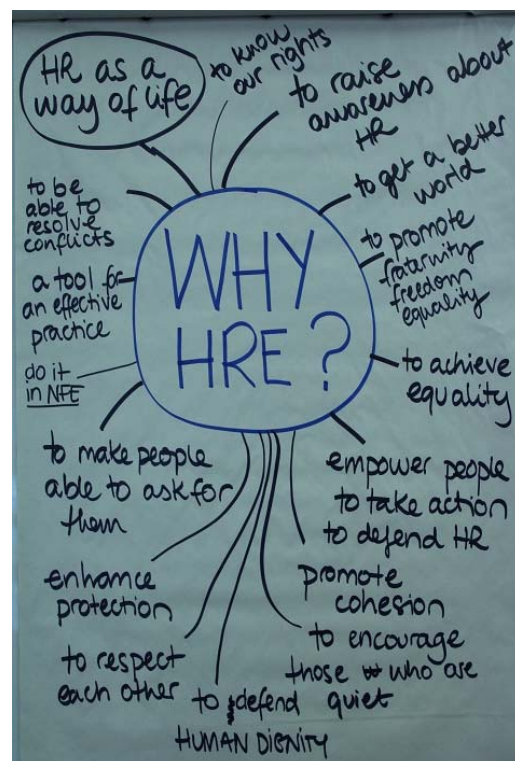 HR as a
way of life
to know
our rights
to raise
awareness about
HR
to get a better
world
to promote
fraternity
freedom
equality
to achieve
equality
empower people
to take action
to defend HR
promote
cohesion
to encourage
those who are
quiet
to defend
HUMAN DIGNITY
to respect
each other
enhance
protection
to make people
able to ask for
them
do it
in NFE
a tool for
an effective
practice
to be
able to
resolve
conflicts
WHY
HRE?